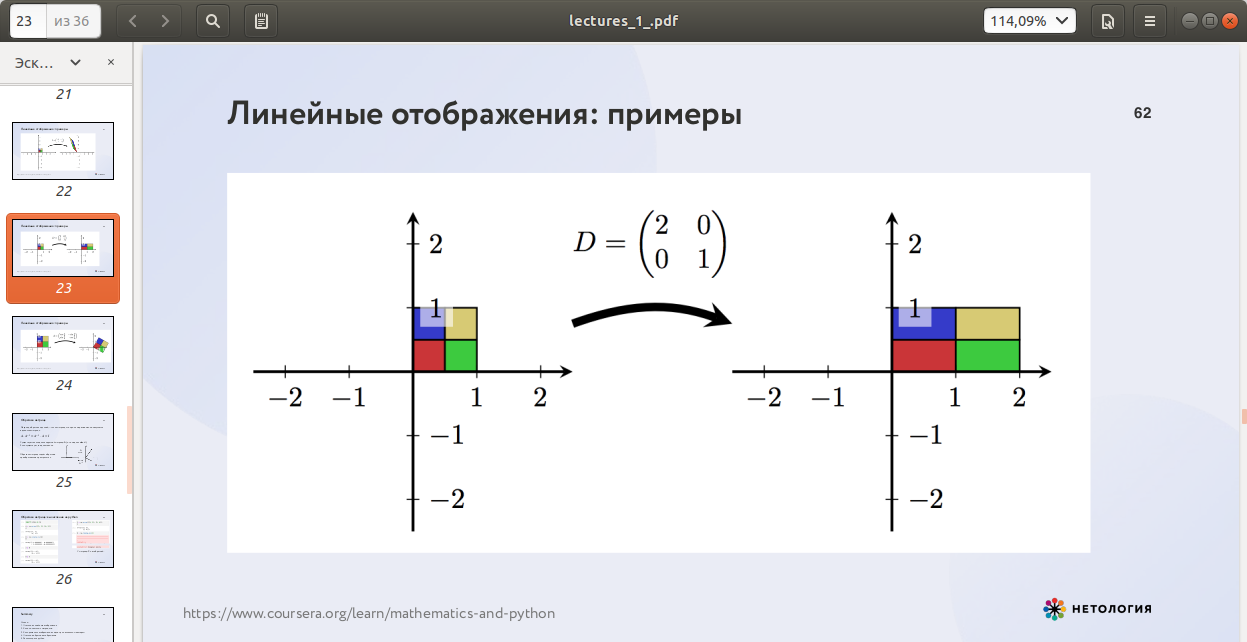 23 из 36
lectures_1_.pdf
114,09%
Эск...
21
22
23
24
25
26
Линейные отображения: примеры
62
D = (2 0
0 1)
2
1
−2 −1 1 2
−1
−2
2
1
−2 −1 1 2
−1
−2
https://www.coursera.org/learn/mathematics-and-python
НЕТОЛОГИЯ